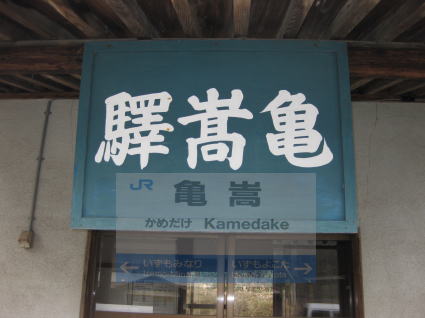 驛嵩亀
JR 亀嵩
かめだけ Kamedake
← いずもみなり いずもよこた →